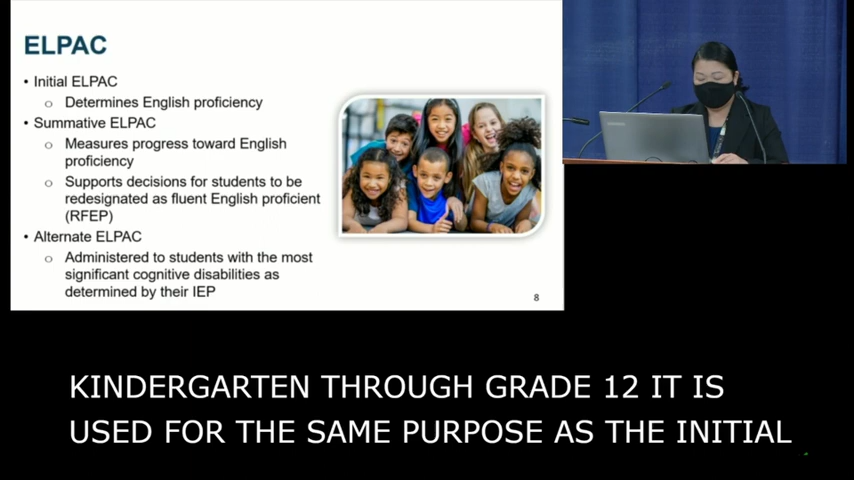 ELPAC
• Initial ELPAC
o Determines English proficiency
• Summative ELPAC
o Measures progress toward English
proficiency
o Supports decisions for students to be
redesignated as fluent English proficient
(RFEP)
• Alternate ELPAC
o Administered to students with the most
significant cognitive disabilities as
determined by their IEP
8
KINDERGARTEN THROUGH GRADE 12 IT IS
USED FOR THE SAME PURPOSE AS THE INITIAL